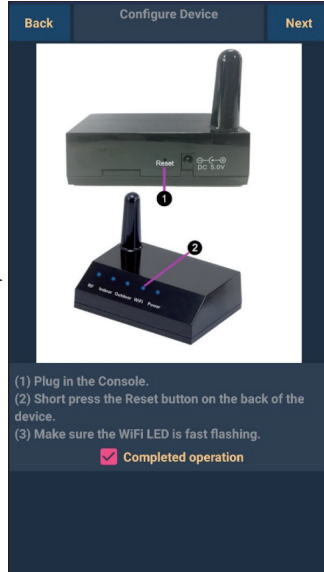 Back
Configure Device
Next
Reset
DC 5.0V
1
2
RF Indoor Outdoor WiFi Power
(1) Plug in the Console.
(2) Short press the Reset button on the back of the
device.
(3) Make sure the WiFi LED is fast flashing.
Completed operation